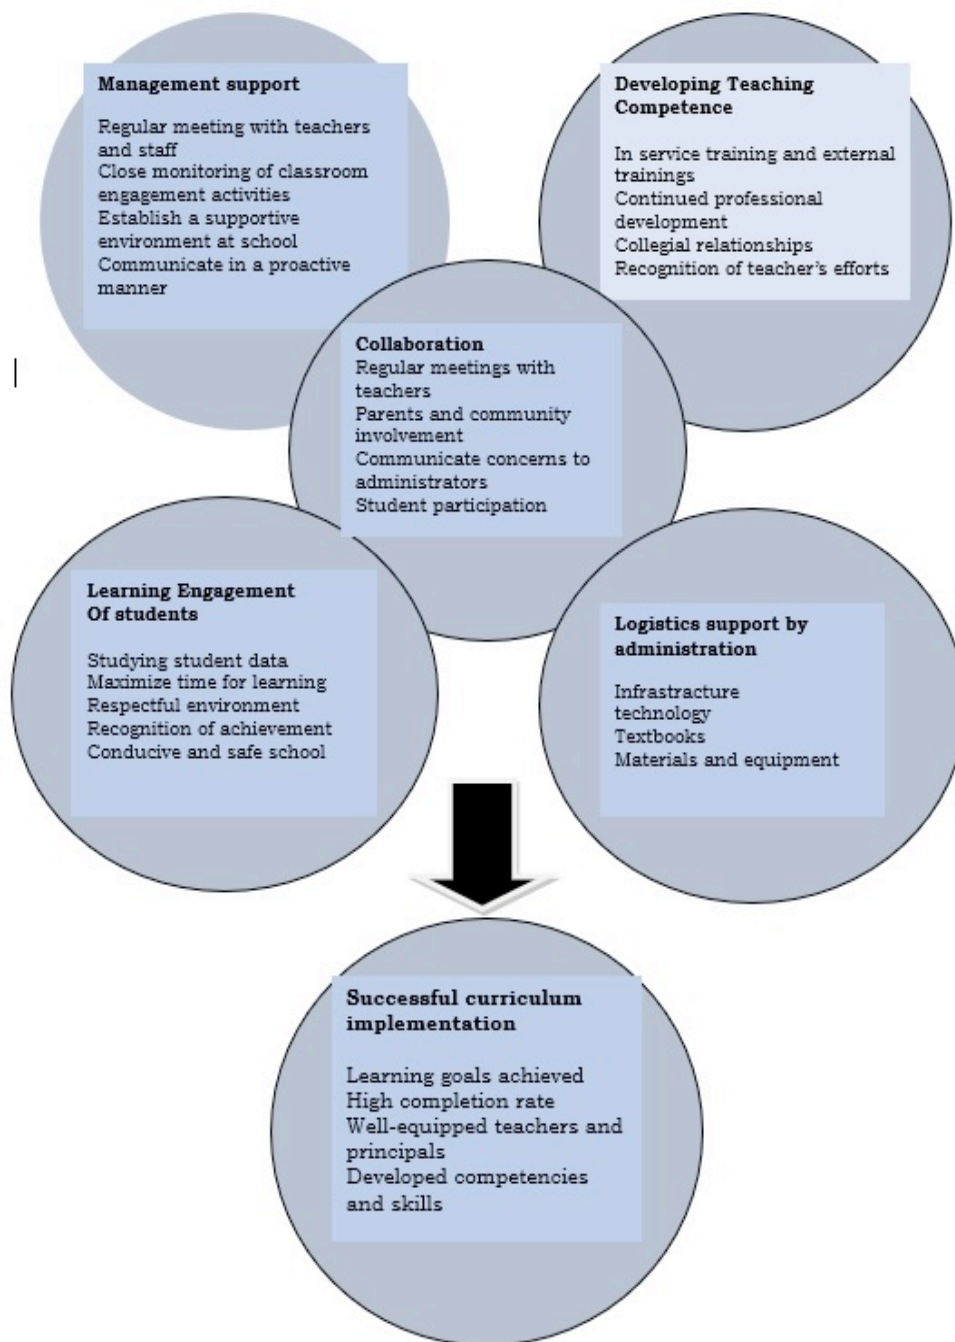 Management support
Regular meeting with teachers
and staff
Close monitoring of classroom
engagement activities
Establish a supportive
environment at school
Communicate in a proactive
manner
Developing Teaching
Competence
In service training and external
trainings
Continued professional
development
Collegial relationships
Recognition of teacher’s efforts
Collaboration
Regular meetings with
teachers
Parents and community
involvement
Communicate concerns to
administrators
Student participation
Learning Engagement
Of students
Studying student data
Maximize time for learning
Respectful environment
Recognition of achievement
Conducive and safe school
Logistics support by
administration
Infrastracture
technology
Textbooks
Materials and equipment
Successful curriculum
implementation
Learning goals achieved
High completion rate
Well-equipped teachers and
principals
Developed competencies
and skills